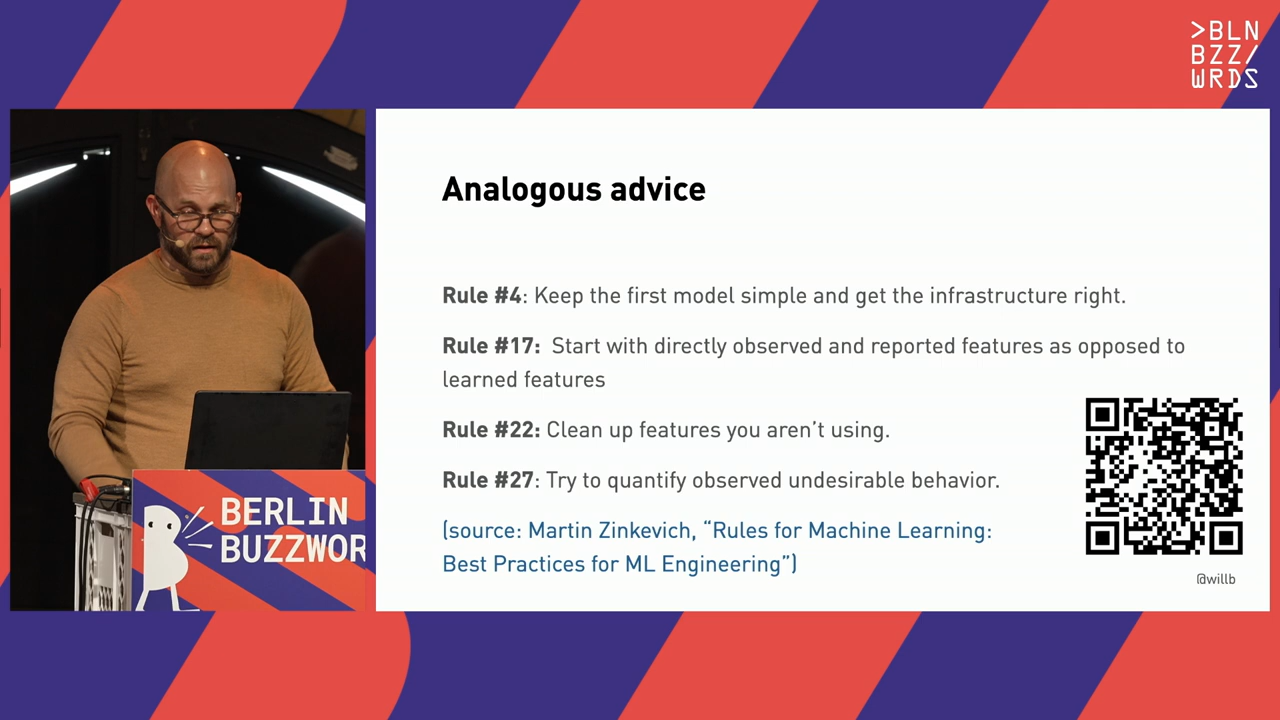 >BLN
BZZ/
WRDS
Analogous advice
Rule #4: Keep the first model simple and get the infrastructure right.
Rule #17: Start with directly observed and reported features as opposed to
learned features
Rule #22: Clean up features you aren’t using.
Rule #27: Try to quantify observed undesirable behavior.
(source: Martin Zinkevich, “Rules for Machine Learning:
Best Practices for ML Engineering”)
@willb
BERLIN
BUZZWOR